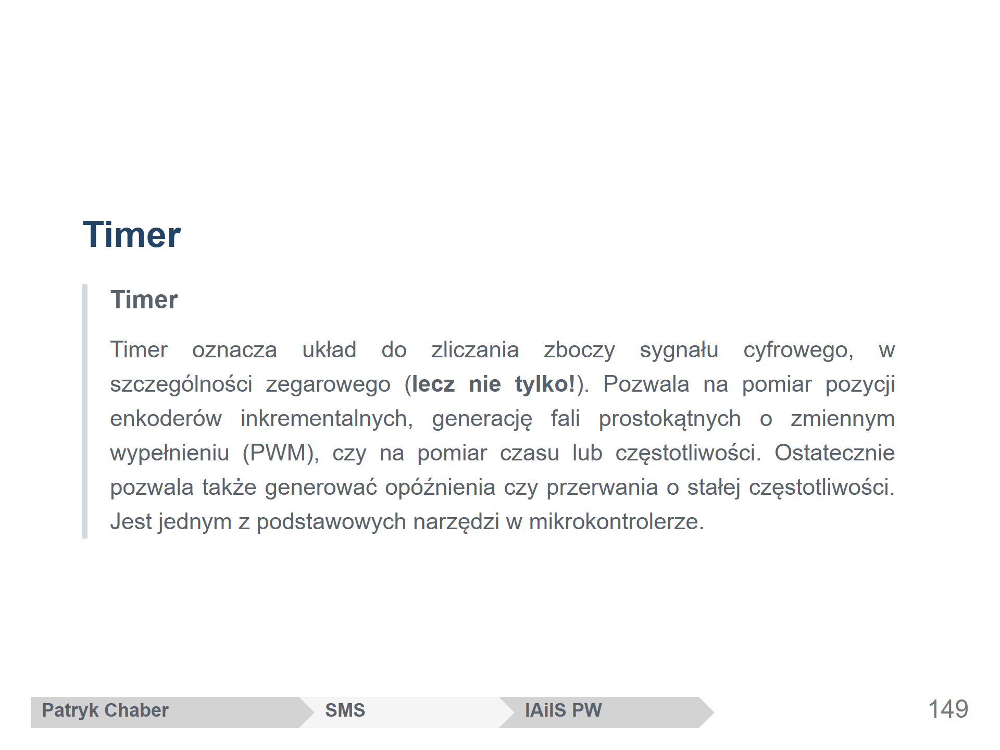 Timer
Timer
Timer oznacza układ do zliczania zboczy sygnału cyfrowego, w
szczególności zegarowego (lecz nie tylko!). Pozwala na pomiar pozycji
enkoderów inkrementalnych, generację fali prostokątnych o zmiennym
wypełnieniu (PWM), czy na pomiar czasu lub częstotliwości. Ostatecznie
pozwala także generować opóźnienia czy przerwania o stałej częstotliwości.
Jest jednym z podstawowych narzędzi w mikrokontrolerze.
Patryk Chaber
SMS
IAiIS PW
149